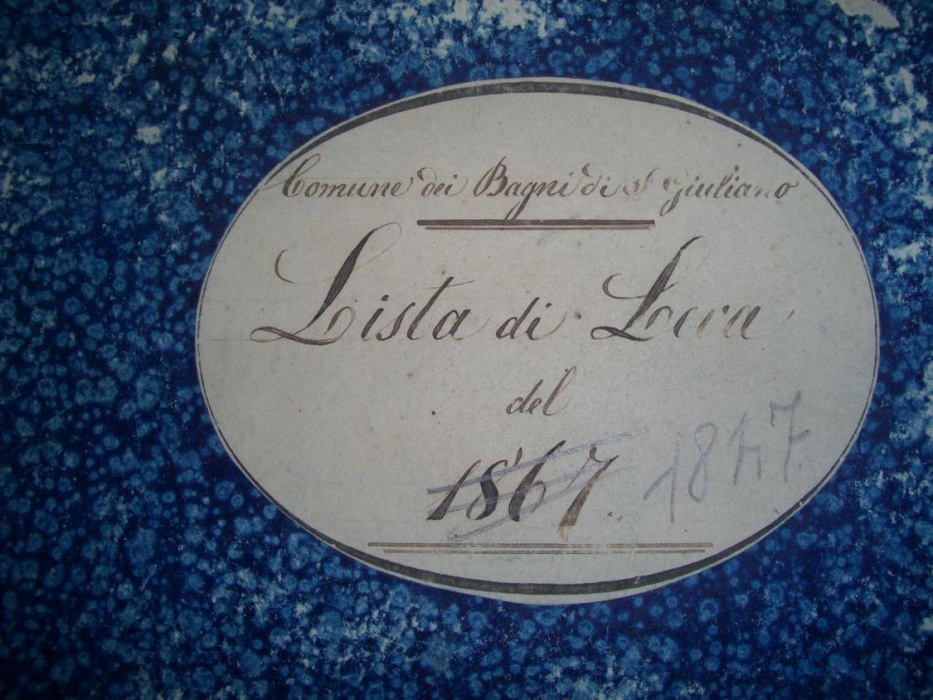 Comune dei Bagni di S. Giuliano
Lista di Leva
del
1867 1847